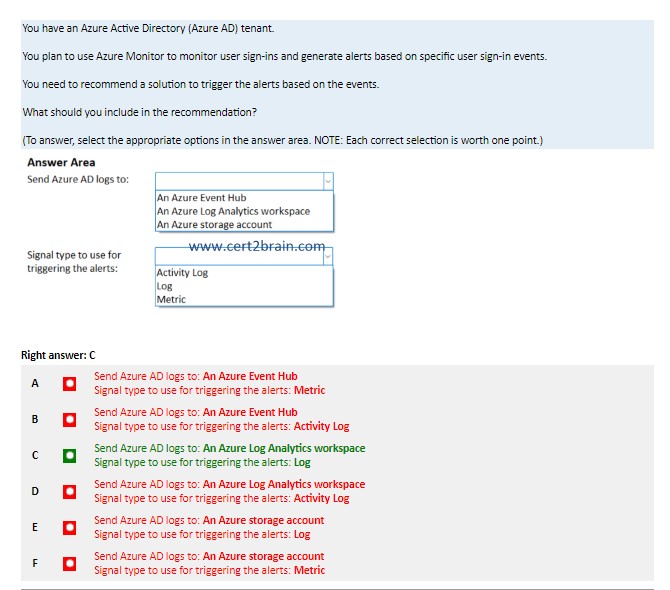 You have an Azure Active Directory (Azure AD) tenant.
You plan to use Azure Monitor to monitor user sign-ins and generate alerts based on specific user sign-in events.
You need to recommend a solution to trigger the alerts based on the events.
What should you include in the recommendation?
(To answer, select the appropriate options in the answer area. NOTE: Each correct selection is worth one point.)
Answer Area
Send Azure AD logs to:
An Azure Event Hub
An Azure Log Analytics workspace
An Azure storage account
www.cert2brain.com
Signal type to use for
triggering the alerts:
Activity Log
Log
Metric
Right answer: C
A
Send Azure AD logs to: An Azure Event Hub
Signal type to use for triggering the alerts: Metric
B
Send Azure AD logs to: An Azure Event Hub
Signal type to use for triggering the alerts: Activity Log
C
Send Azure AD logs to: An Azure Log Analytics workspace
Signal type to use for triggering the alerts: Log
D
Send Azure AD logs to: An Azure Log Analytics workspace
Signal type to use for triggering the alerts: Activity Log
E
Send Azure AD logs to: An Azure storage account
Signal type to use for triggering the alerts: Log
F
Send Azure AD logs to: An Azure storage account
Signal type to use for triggering the alerts: Metric